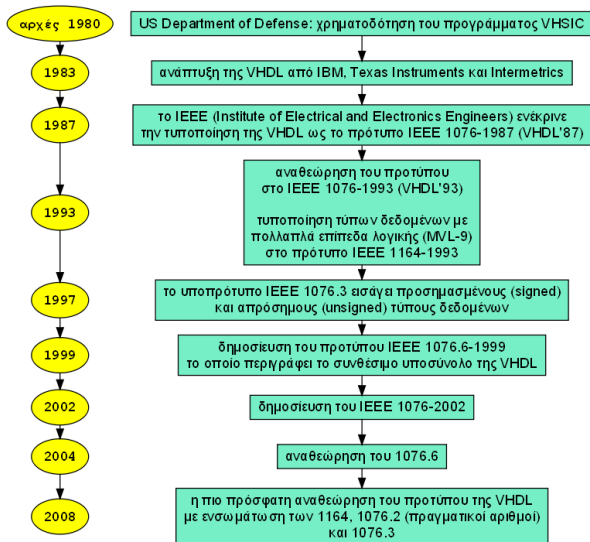 αρχές 1980
US Department of Defense: χρηματοδότηση του προγράμματος VHSIC
1983
ανάπτυξη της VHDL από IBM, Texas Instruments και Intermetrics
1987
το IEEE (Institute of Electrical and Electronics Engineers) ενέκρινε
την τυποποίηση της VHDL ως το πρότυπο IEEE 1076-1987 (VHDL'87)
1993
αναθεώρηση του προτύπου
στο IEEE 1076-1993 (VHDL'93)
τυποποίηση τύπων δεδομένων με
πολλαπλά επίπεδα λογικής (MVL-9)
στο πρότυπο IEEE 1164-1993
1997
το υποπρότυπο IEEE 1076.3 εισάγει προσημασμένους (signed)
και απρόσημους (unsigned) τύπους δεδομένων
1999
δημοσίευση του προτύπου IEEE 1076.6-1999
το οποίο περιγράφει το συνθέσιμο υποσύνολο της VHDL
2002
δημοσίευση του IEEE 1076-2002
2004
αναθεώρηση του 1076.6
2008
η πιο πρόσφατη αναθεώρηση του προτύπου της VHDL
με ενσωμάτωση των 1164, 1076.2 (πραγματικοί αριθμοί)
και 1076.3